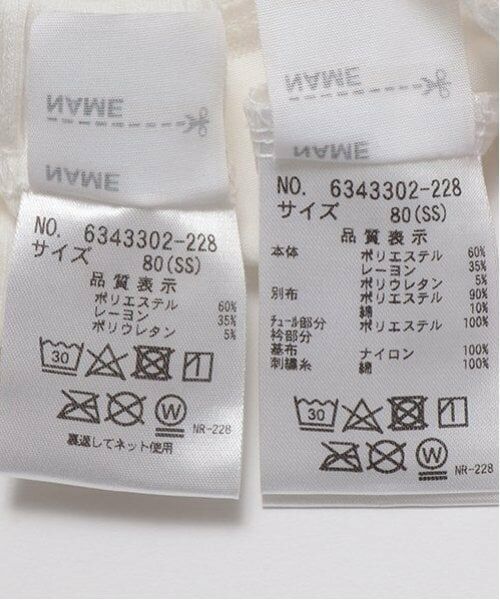 NAME
NAME
NO. 6343302-228
サイズ 80(SS)
品質表示
ポリエステル 60%
レーヨン 35%
ポリウレタン 5%
30
W
NR-228
裏返してネット使用
NAME
NAME
NO. 6343302-228
サイズ 80(SS)
品質表示
本体 ポリエステル 60%
レーヨン 35%
ポリウレタン 5%
別布 ポリエステル 90%
綿 10%
チュール部分 ポリエステル 100%
衿部分
基布 ナイロン 100%
刺繍糸 綿 100%
30
W
NR-228